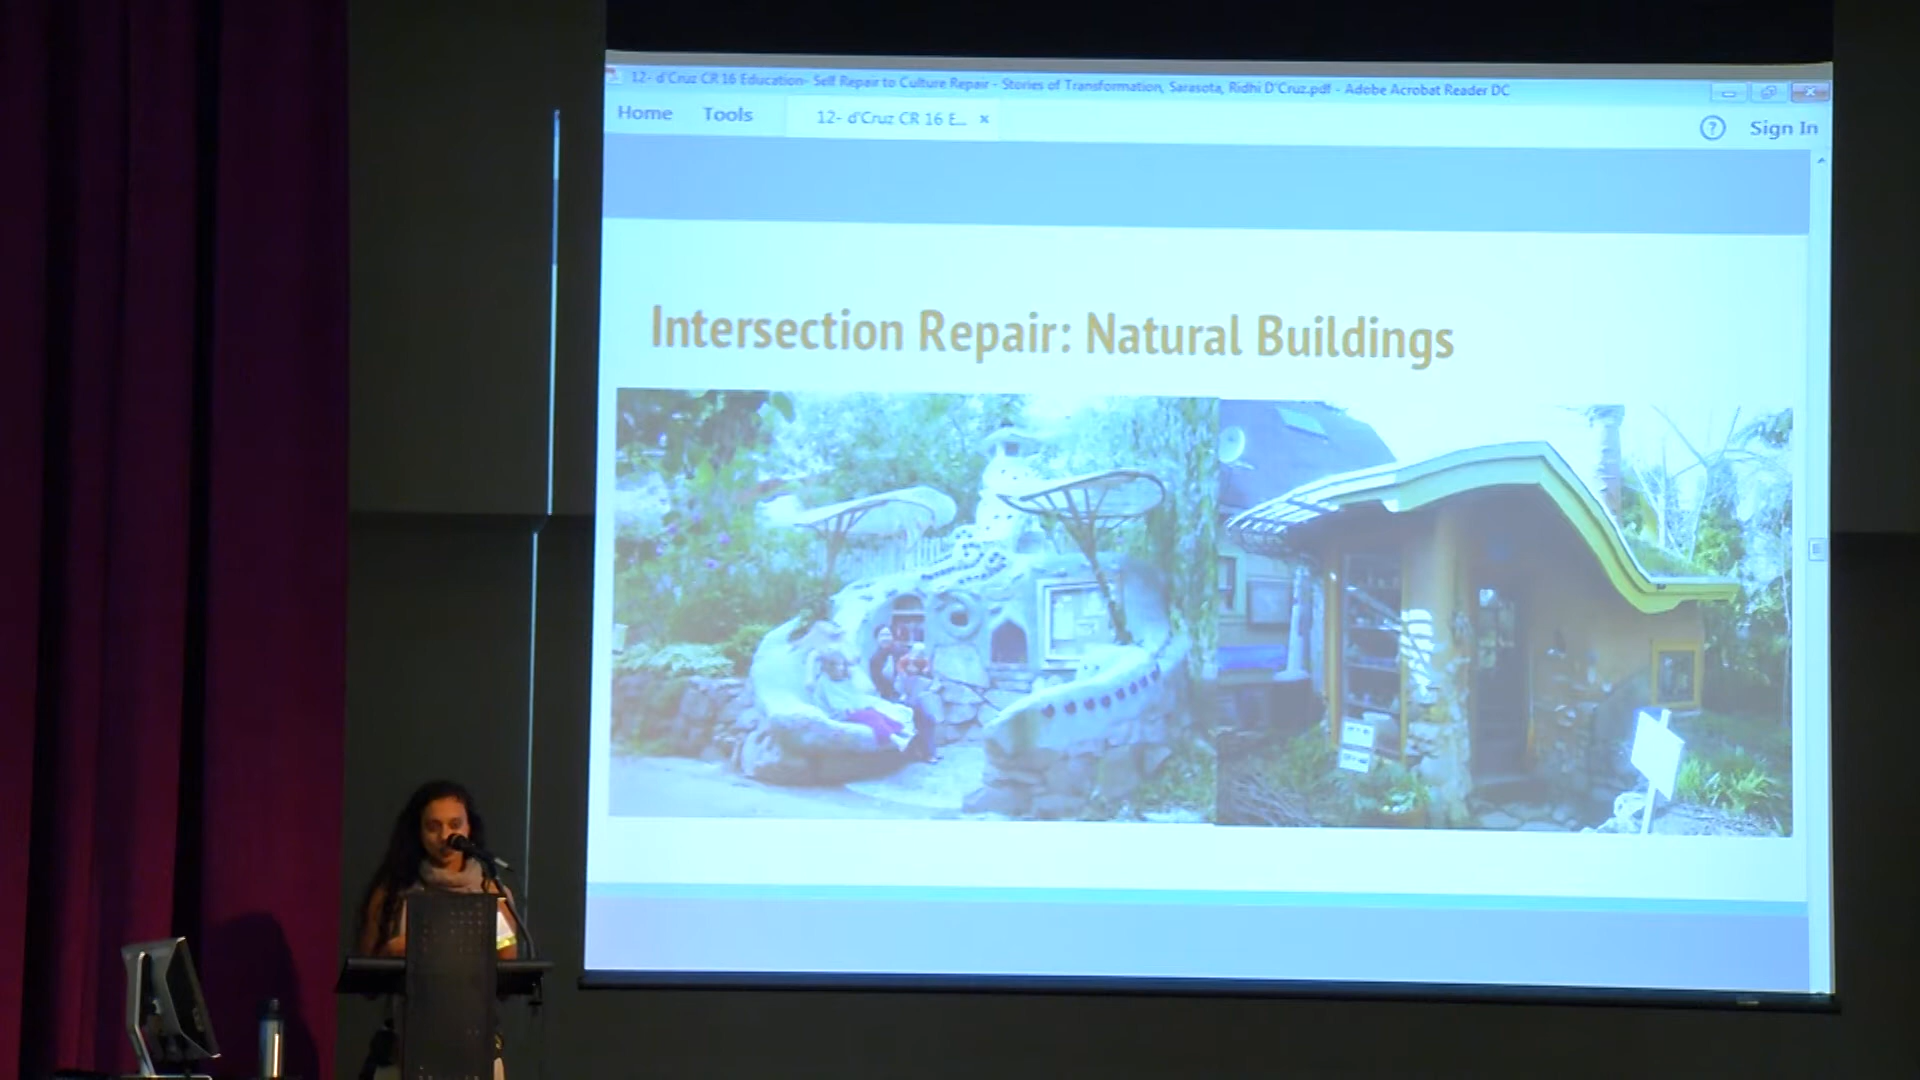 12- d'Cruz CR 16 Education- Self Repair to Culture Repair - Stories of Transformation, Sarasota, Ridhi D'Cruz.pdf - Adobe Acrobat Reader DC
Home Tools 12- d'Cruz CR 16 E... × ? Sign In
Intersection Repair: Natural Buildings